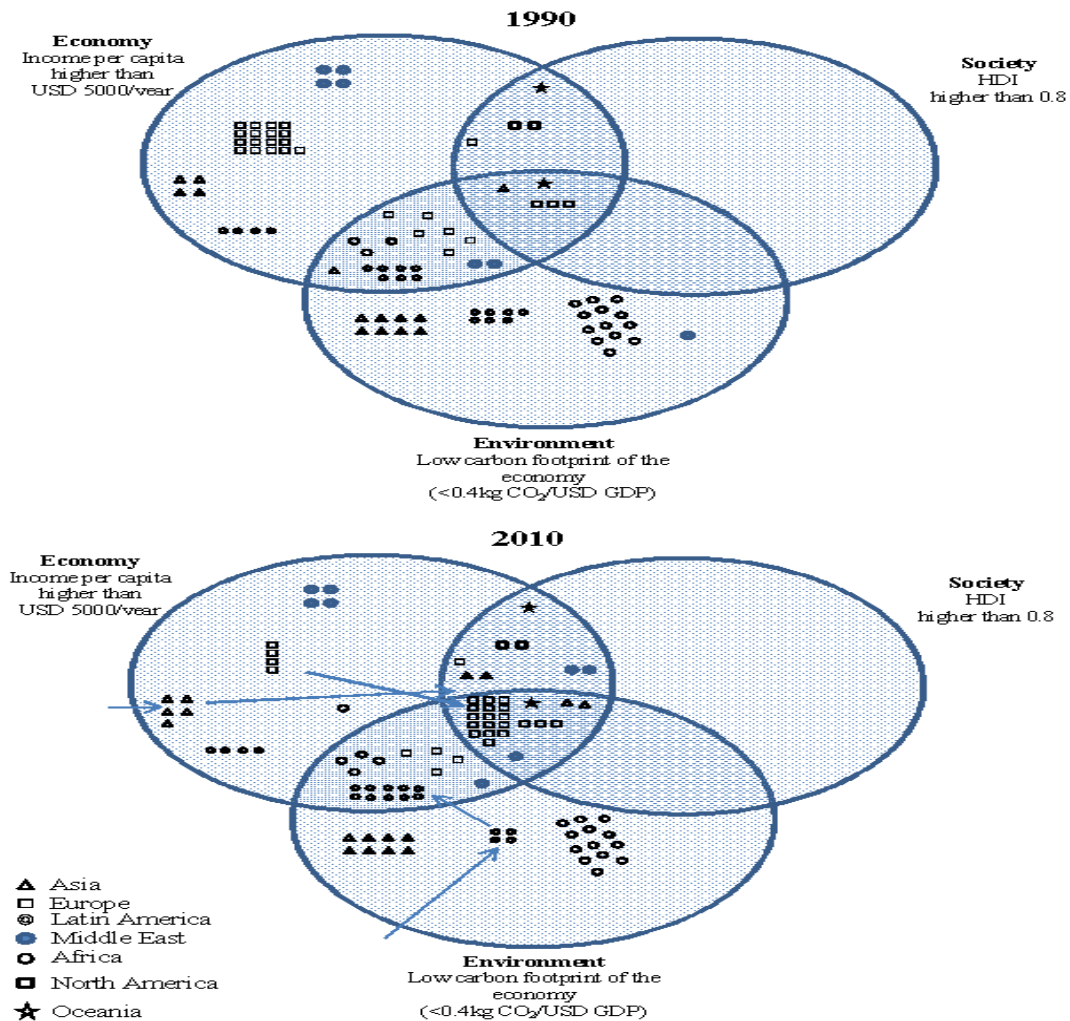 1990
Economy
Income per capita
higher than
USD 5000/year
Society
HDI
higher than 0.8
Environment
Low carbon footprint of the
economy
(<0.4kg CO₂/USD GDP)
2010
Economy
Income per capita
higher than
USD 5000/year
Society
HDI
higher than 0.8
Asia
Europe
Latin America
Middle East
Africa
North America
Oceania
Environment
Low carbon footprint of the
economy
(<0.4kg CO₂/USD GDP)